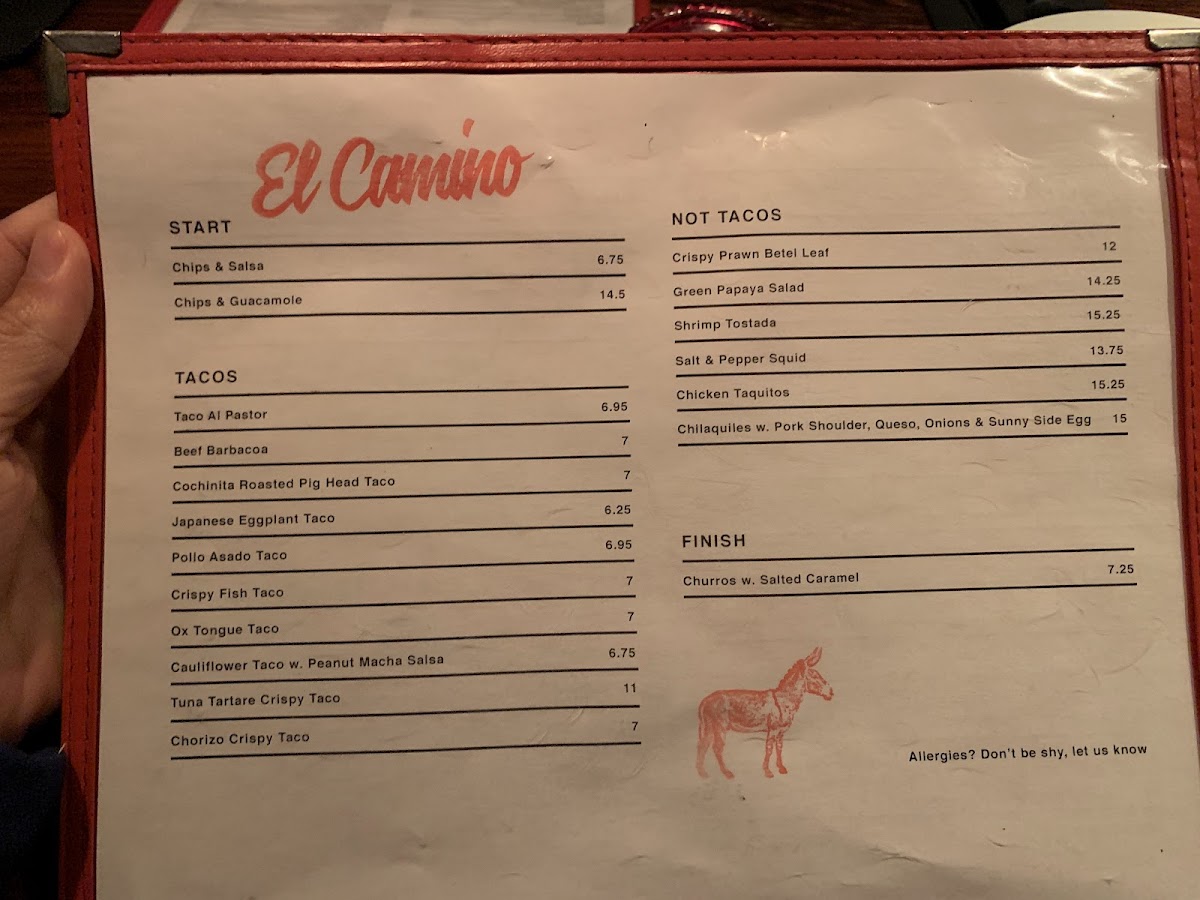 El Camino
START
Chips & Salsa 6.75
Chips & Guacamole 14.5
TACOS
Taco Al Pastor 6.95
Beef Barbacoa 7
Cochinita Roasted Pig Head Taco 7
Japanese Eggplant Taco 6.25
Pollo Asado Taco 6.95
Crispy Fish Taco 7
Ox Tongue Taco 7
Cauliflower Taco w. Peanut Macha Salsa 6.75
Tuna Tartare Crispy Taco 11
Chorizo Crispy Taco 7
NOT TACOS
Crispy Prawn Betel Leaf 12
Green Papaya Salad 14.25
Shrimp Tostada 15.25
Salt & Pepper Squid 13.75
Chicken Taquitos 15.25
Chilaquiles w. Pork Shoulder, Queso, Onions & Sunny Side Egg 15
FINISH
Churros w. Salted Caramel 7.25
Allergies? Don't be shy, let us know